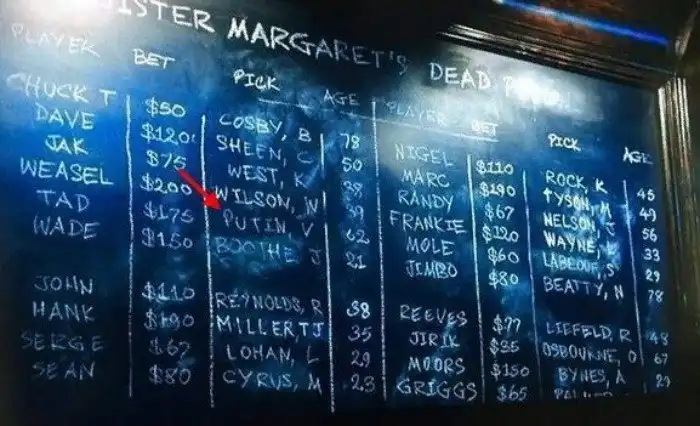 SISTER MARGARET'S DEAD
PLAYER BET PICK AGE
CHUCK T $50 COSBY, B 78
DAVE $120 SHEEN, C 50
JAK $75 WEST, K 38
WEASEL $200 WILSON, W 39
TAD $175 PUTIN V 62
WADE $150 BOOTHE J 21
JOHN $110 REYNOLDS, R 38
HANK $190 MILLER TJ 35
SERGE $67 LOHAN, L 29
SEAN $80 CYRUS, M 23
PLAYER BET PICK AGE
NIGEL $110 ROCK, K 45
MARC $190 TYSON, M 49
RANDY $67 NELSON, J 56
FRANKIE $120 WAYNE, 33
MOLE $60 LABEOUF, S 29
JIMBO $80 BEATTY, N 78
REEVES $77 LIEFELD, R 48
JIRIK $35 OSBOURNE, O 67
MOORS $150 BYNES, A 29
GRIGGS $65